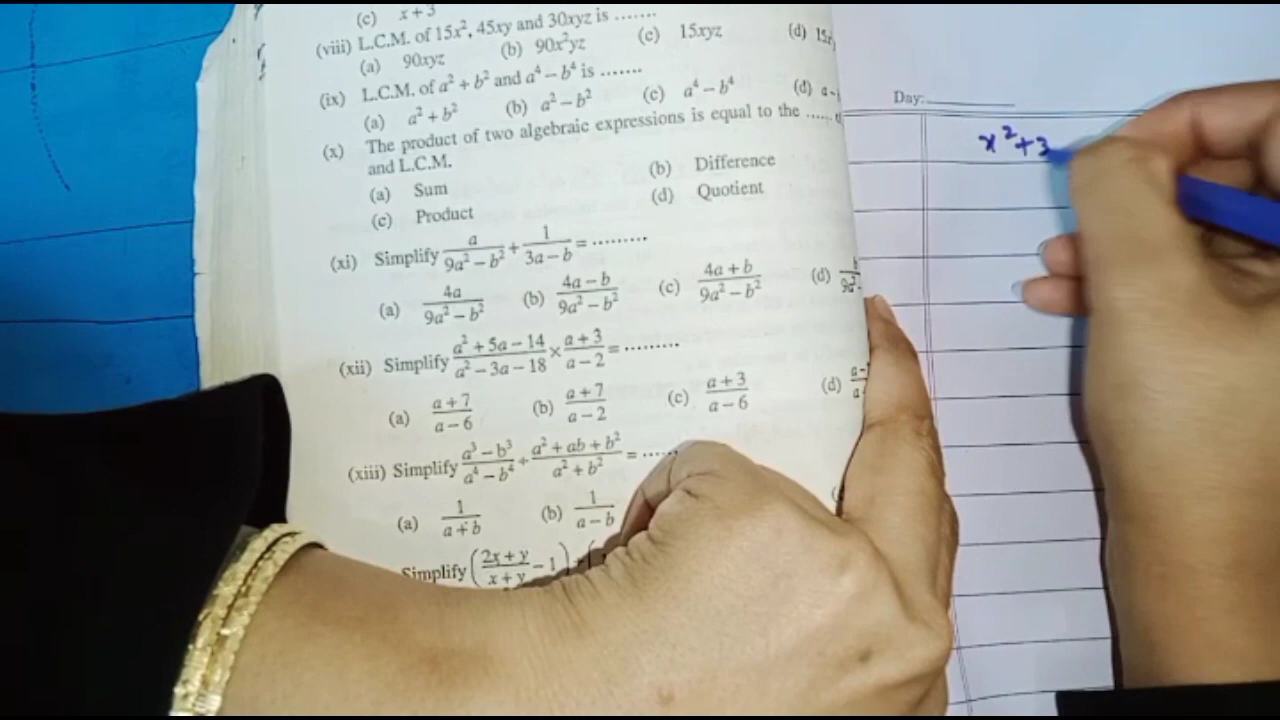 (c) x + 3
(viii) L.C.M. of 15x², 45xy and 30xyz is .......
(a) 90xyz (b) 90x²yz (c) 15xyz (d)
(ix) L.C.M. of a² + b² and a⁴ – b⁴ is .......
(a) a² + b² (b) a² – b² (c) a⁴ – b⁴ (d)
(x) The product of two algebraic expressions is equal to the ......
and L.C.M.
(a) Sum (b) Difference
(c) Product (d) Quotient
(xi) Simplify a/(9a² – b²) + 1/(3a – b) = .........
(a) 4a/(9a² – b²) (b) (4a – b)/(9a² – b²) (c) (4a + b)/(9a² – b²) (d)
(xii) Simplify (a² + 5a – 14)/(a² – 3a – 18) × (a + 3)/(a – 2) = .........
(a) (a + 7)/(a – 6) (b) (a + 7)/(a – 2) (c) (a + 3)/(a – 6) (d)
(xiii) Simplify (a³ – b³)/(a⁴ – b⁴) ÷ (a² + ab + b²)/(a² + b²) = ......
(a) 1/(a + b) (b) 1/(a – b)
Simplify ((2x + y)/(x + y) – 1)
Day:
x² + 3